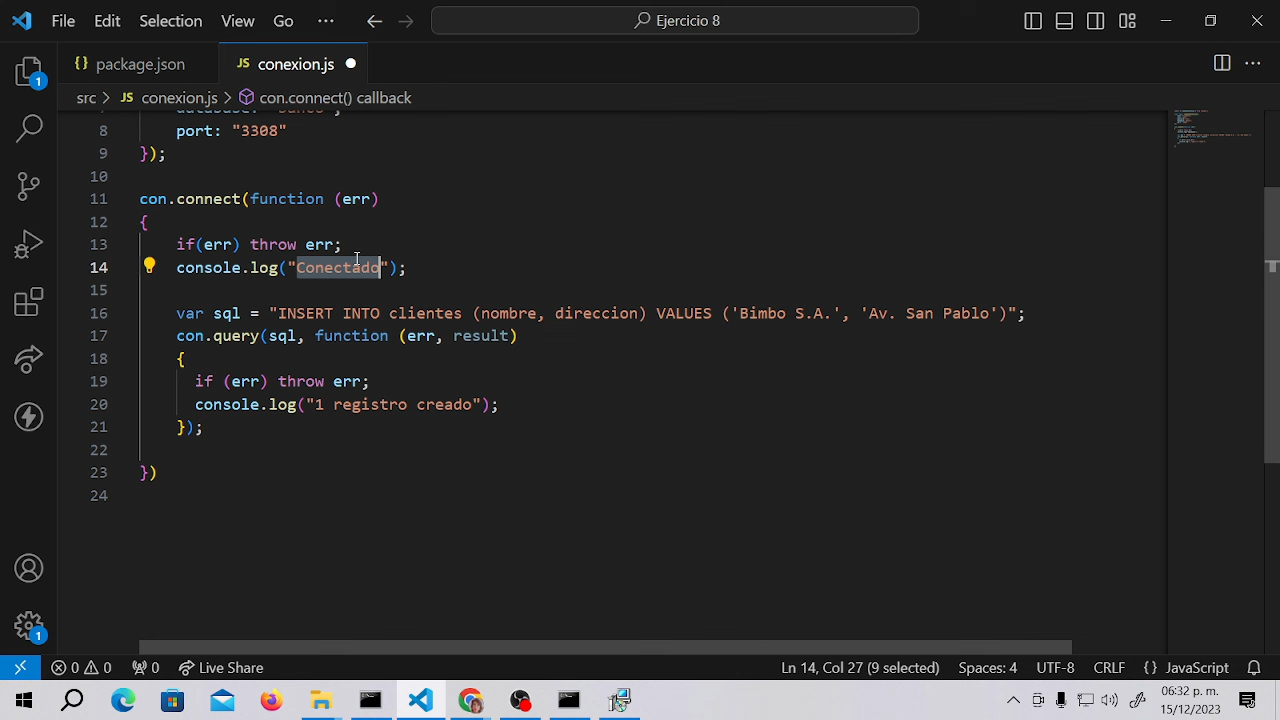 File Edit Selection View Go ··· Ejercicio 8
{} package.json JS conexion.js
src > JS conexion.js > con.connect() callback
8 port: "3308"
9 });
10
11 con.connect(function (err)
12 {
13 if(err) throw err;
14 console.log("Conectado");
15
16 var sql = "INSERT INTO clientes (nombre, direccion) VALUES ('Bimbo S.A.', 'Av. San Pablo')";
17 con.query(sql, function (err, result)
18 {
19 if (err) throw err;
20 console.log("1 registro creado");
21 });
22
23 })
24
1
1
0 0 0 Live Share Ln 14, Col 27 (9 selected) Spaces: 4 UTF-8 CRLF {} JavaScript
06:32 p. m.
15/12/2023